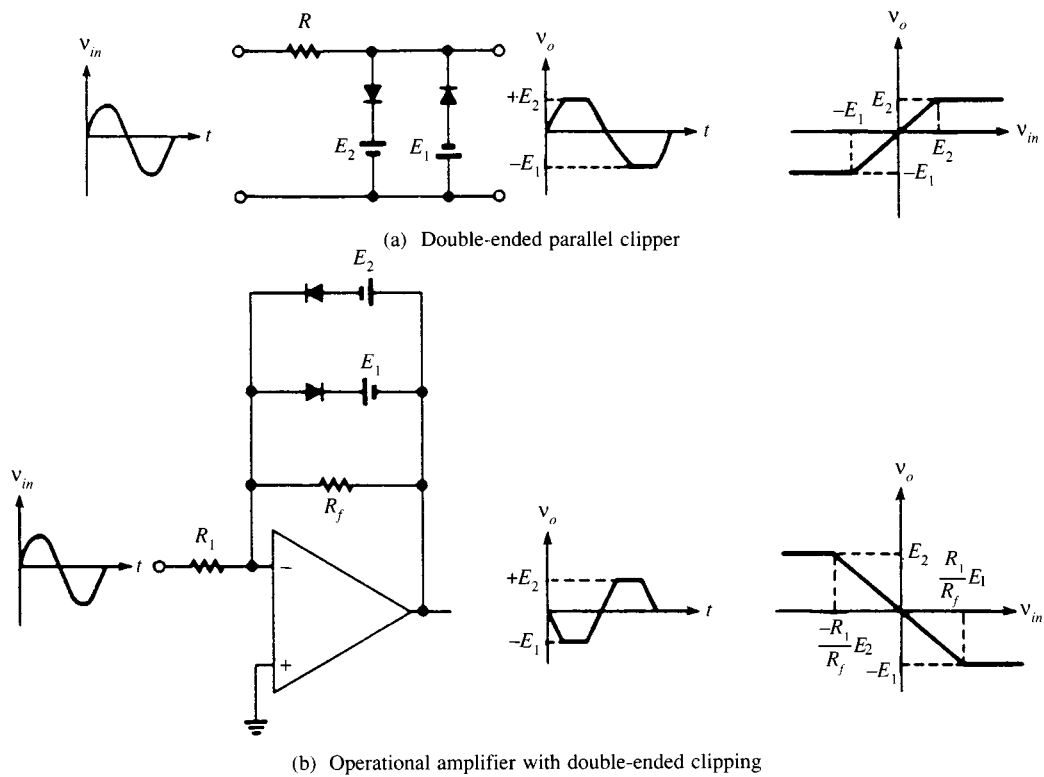 R
v_in
t
E_2
E_1
v_o
+E_2
−E_1
t
v_o
−E_1
E_2
E_2
−E_1
v_in
(a) Double-ended parallel clipper
E_2
E_1
R_f
v_in
t
R_1
−
+
v_o
+E_2
−E_1
t
v_o
E_2
R_1/R_f E_1
v_in
−R_1/R_f E_2
−E_1
(b) Operational amplifier with double-ended clipping